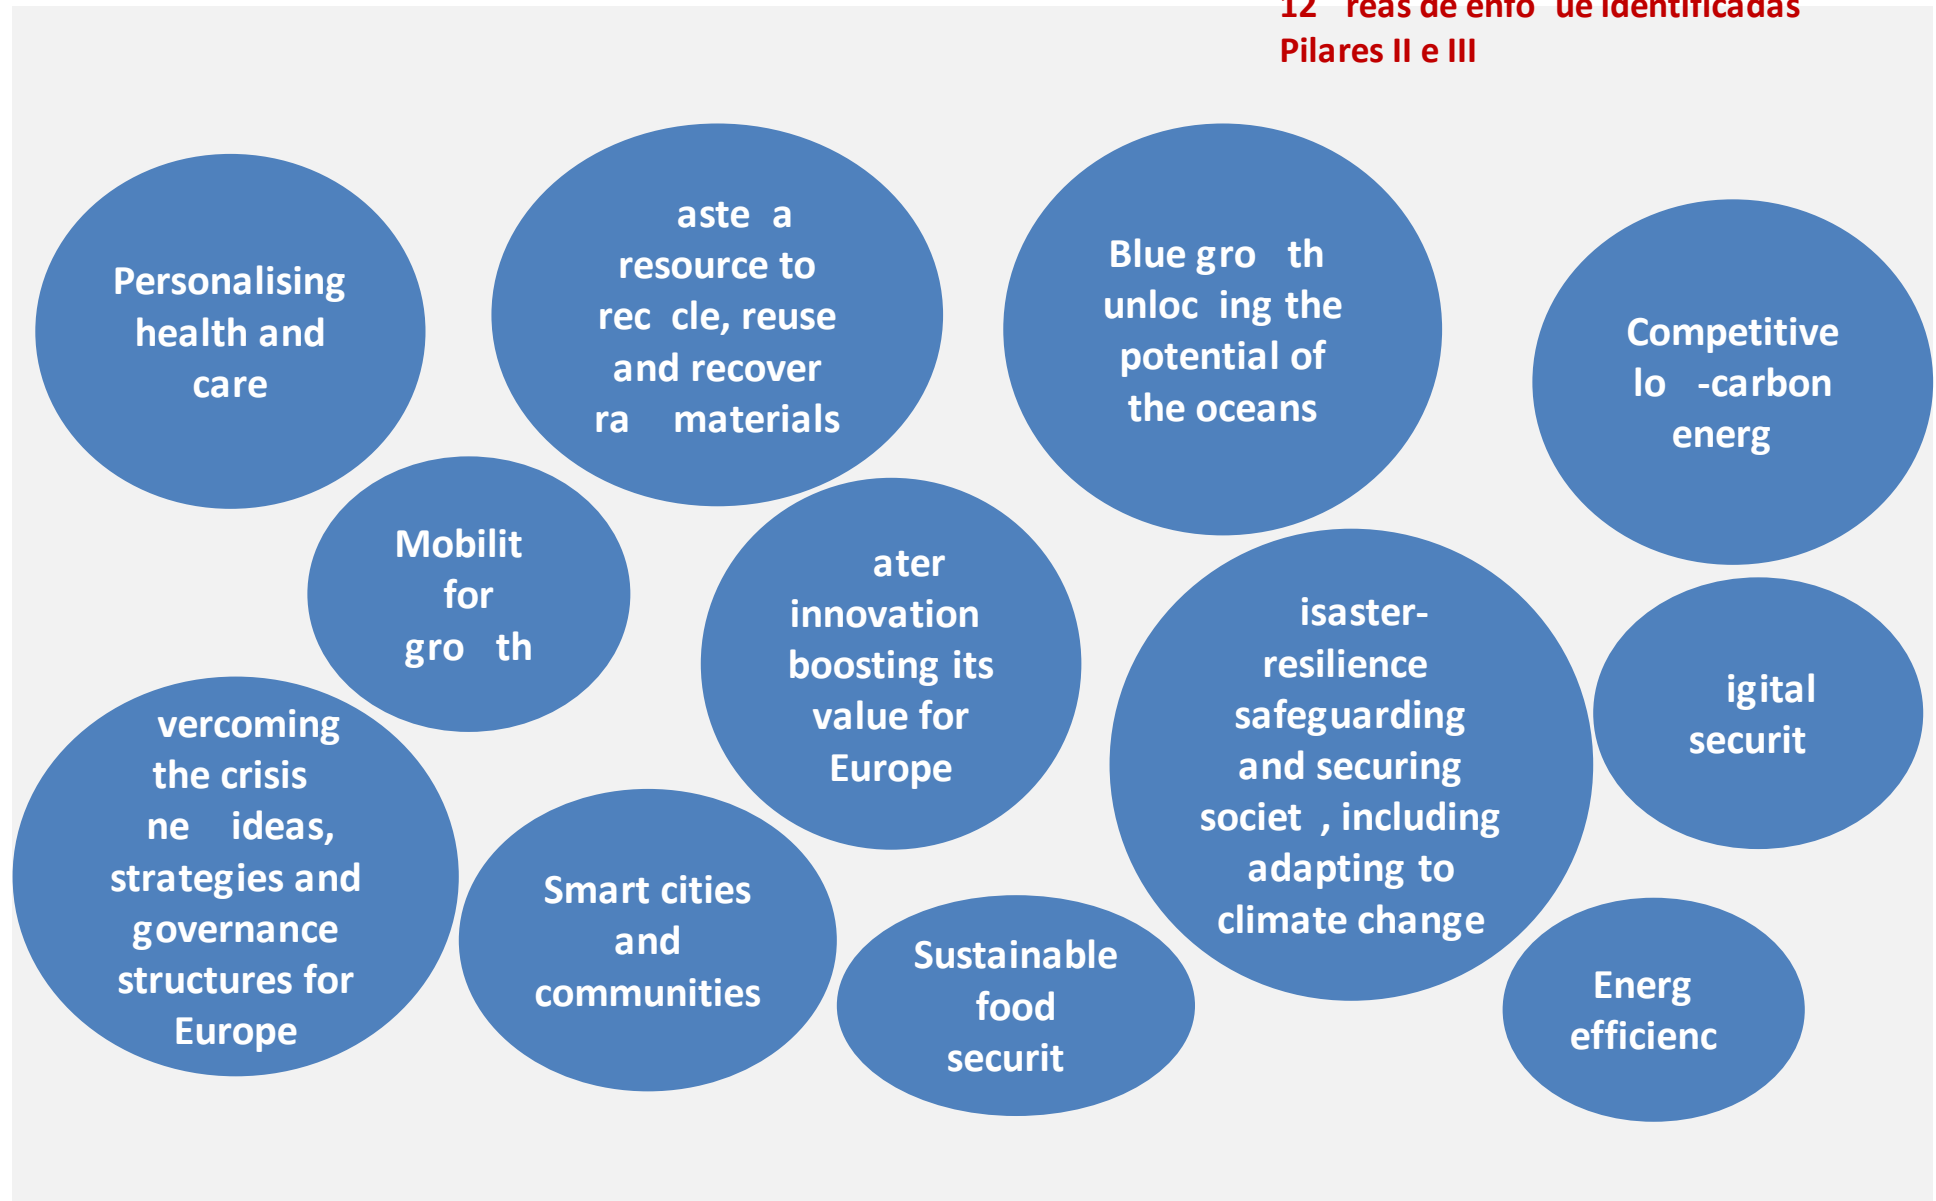 12 reas de enfo ue identificadas
Pilares II e III
Personalising
health and
care
aste a
resource to
rec cle, reuse
and recover
ra materials
Blue gro th
unloc ing the
potential of
the oceans
Competitive
lo -carbon
energ
Mobilit
for
gro th
ater
innovation
boosting its
value for
Europe
isaster-
resilience
safeguarding
and securing
societ , including
adapting to
climate change
igital
securit
vercoming
the crisis
ne ideas,
strategies and
governance
structures for
Europe
Smart cities
and
communities
Sustainable
food
securit
Energ
efficienc